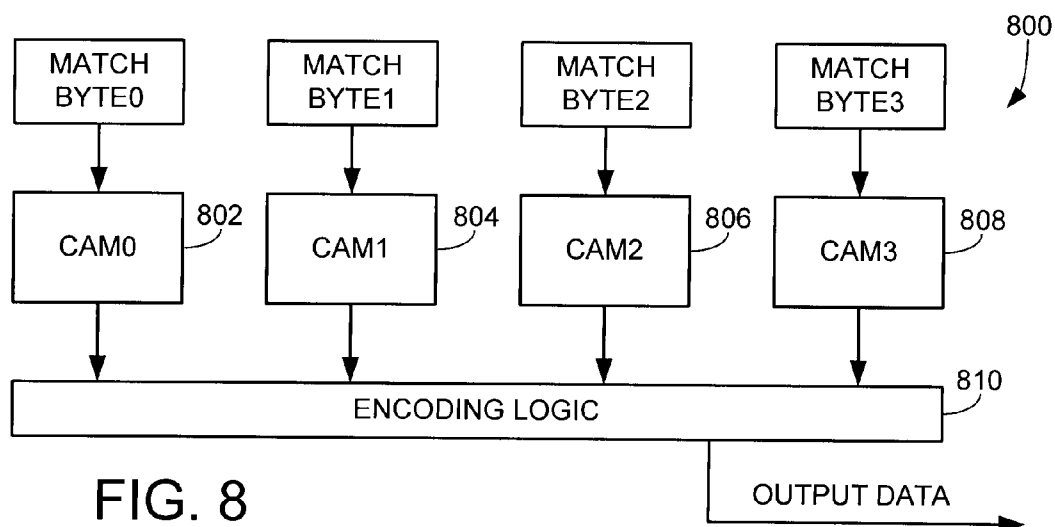 800
MATCH
BYTE0
MATCH
BYTE1
MATCH
BYTE2
MATCH
BYTE3
CAM0
802
CAM1
804
CAM2
806
CAM3
808
ENCODING LOGIC
810
OUTPUT DATA
FIG. 8